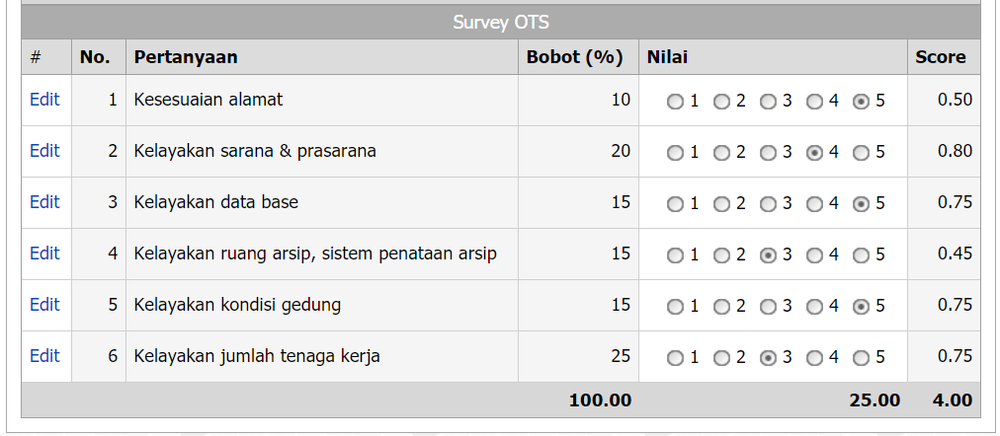 Survey OTS
# No. Pertanyaan Bobot (%) Nilai Score
Edit 1 Kesesuaian alamat 10 1 2 3 4 5 0.50
Edit 2 Kelayakan sarana & prasarana 20 1 2 3 4 5 0.80
Edit 3 Kelayakan data base 15 1 2 3 4 5 0.75
Edit 4 Kelayakan ruang arsip, sistem penataan arsip 15 1 2 3 4 5 0.45
Edit 5 Kelayakan kondisi gedung 15 1 2 3 4 5 0.75
Edit 6 Kelayakan jumlah tenaga kerja 25 1 2 3 4 5 0.75
100.00 25.00 4.00